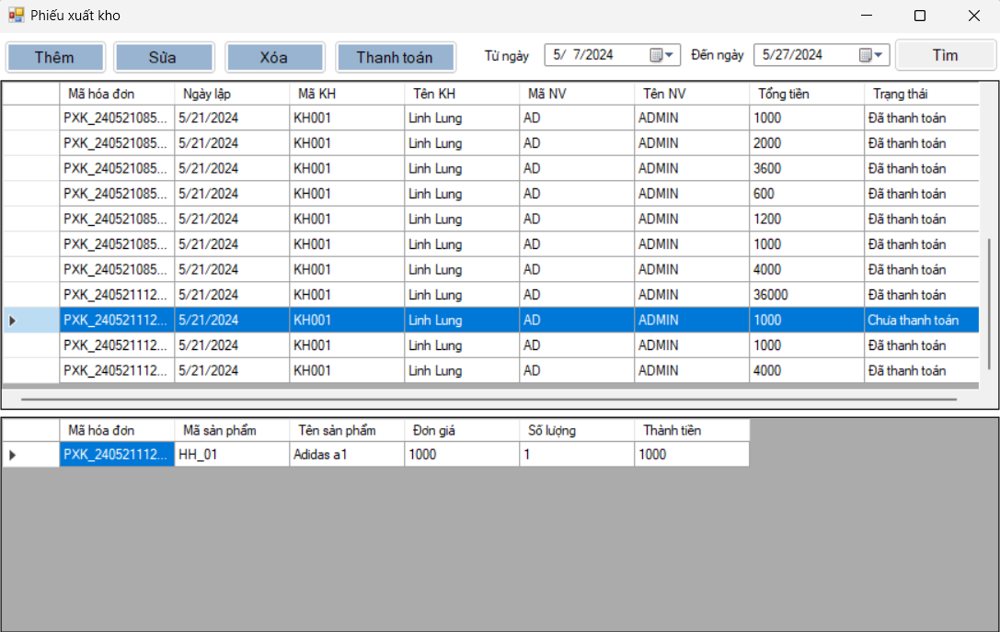 Phiếu xuất kho
Thêm Sửa Xóa Thanh toán Từ ngày 5/ 7/2024 Đến ngày 5/27/2024 Tìm
Mã hóa đơn Ngày lập Mã KH Tên KH Mã NV Tên NV Tổng tiền Trạng thái
PXK_240521085... 5/21/2024 KH001 Linh Lung AD ADMIN 1000 Đã thanh toán
PXK_240521085... 5/21/2024 KH001 Linh Lung AD ADMIN 2000 Đã thanh toán
PXK_240521085... 5/21/2024 KH001 Linh Lung AD ADMIN 3600 Đã thanh toán
PXK_240521085... 5/21/2024 KH001 Linh Lung AD ADMIN 600 Đã thanh toán
PXK_240521085... 5/21/2024 KH001 Linh Lung AD ADMIN 1200 Đã thanh toán
PXK_240521085... 5/21/2024 KH001 Linh Lung AD ADMIN 1000 Đã thanh toán
PXK_240521085... 5/21/2024 KH001 Linh Lung AD ADMIN 4000 Đã thanh toán
PXK_240521112... 5/21/2024 KH001 Linh Lung AD ADMIN 36000 Đã thanh toán
PXK_240521112... 5/21/2024 KH001 Linh Lung AD ADMIN 1000 Chưa thanh toán
PXK_240521112... 5/21/2024 KH001 Linh Lung AD ADMIN 1000 Đã thanh toán
PXK_240521112... 5/21/2024 KH001 Linh Lung AD ADMIN 4000 Đã thanh toán
Mã hóa đơn Mã sản phẩm Tên sản phẩm Đơn giá Số lượng Thành tiền
PXK_240521112... HH_01 Adidas a1 1000 1 1000